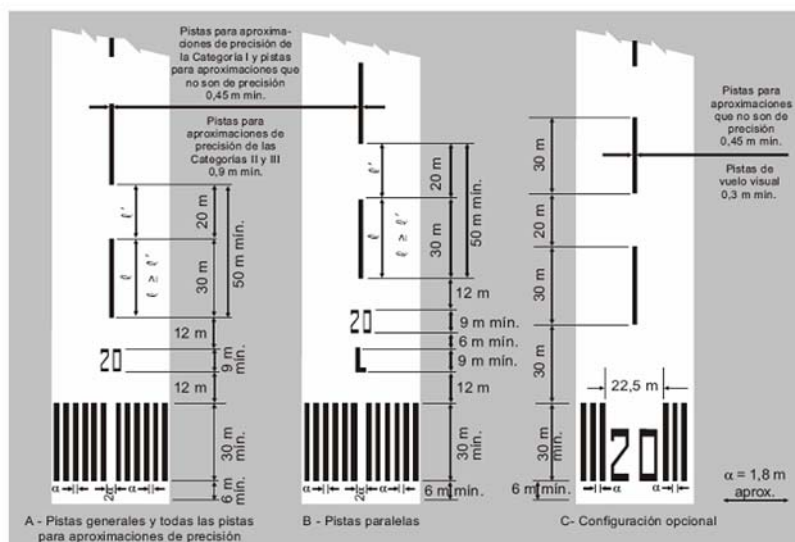 Pistas para aproxima-
ciones de precisión de
la Categoría I y pistas
para aproximaciones que
no son de precisión
0,45 m mín.
Pistas para
aproximaciones de
precisión de las
Categorías II y III
0,9 m mín.
ℓ'
20 m
50 m mín.
ℓ
ℓ ≥ ℓ'
30 m
12 m
20
9 m
mín.
12 m
30 m
mín.
α
2α
α
6 m
mín.
A - Pistas generales y todas las pistas
para aproximaciones de precisión
ℓ'
20 m
50 m mín.
ℓ
ℓ ≥ ℓ'
30 m
12 m
20
9 m mín.
6 m mín.
L
9 m mín.
12 m
30 m
mín.
α
2α
α
6 m mín.
B - Pistas paralelas
Pistas para
aproximaciones
que no son de
precisión
0,45 m mín.
Pistas de
vuelo visual
0,3 m mín.
30 m
20 m
30 m
30 m
22,5 m
20
30 m
mín.
α
α
α
6 m mín.
α = 1,8 m
aprox.
C- Configuración opcional